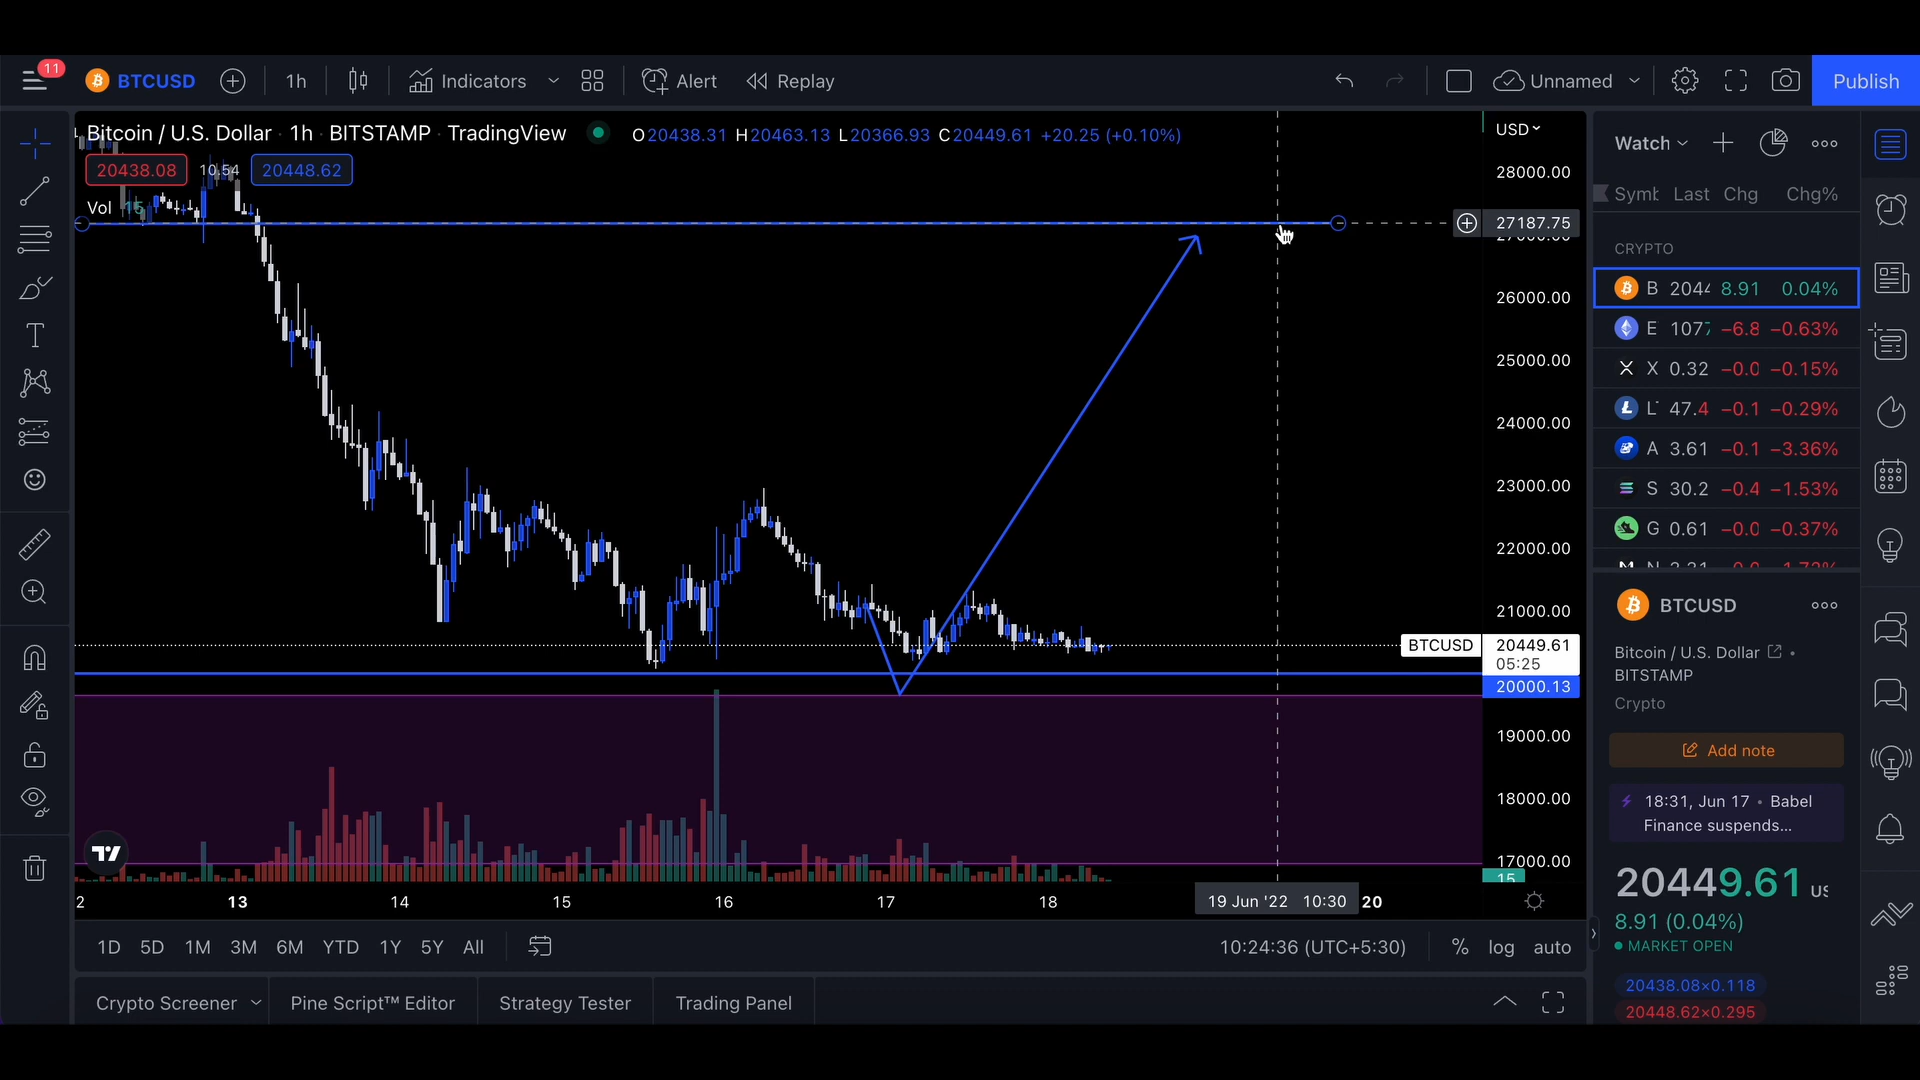 11
BTCUSD
1h
Indicators
Alert
Replay
Unnamed
Publish
Bitcoin / U.S. Dollar · 1h · BITSTAMP · TradingView
O20438.31 H20463.13 L20366.93 C20449.61 +20.25 (+0.10%)
20438.08
10.54
20448.62
Vol 15
USD
28000.00
27187.75
26000.00
25000.00
24000.00
23000.00
22000.00
21000.00
BTCUSD
20449.61
05:25
20000.13
19000.00
18000.00
17000.00
15
2
13
14
15
16
17
18
19 Jun '22 10:30
20
1D 5D 1M 3M 6M YTD 1Y 5Y All
10:24:36 (UTC+5:30)
% log auto
Crypto Screener
Pine Script™ Editor
Strategy Tester
Trading Panel
Watch
Symb Last Chg Chg%
CRYPTO
B 2044 8.91 0.04%
E 1077 −6.8 −0.63%
X 0.32 −0.0 −0.15%
L 47.4 −0.1 −0.29%
A 3.61 −0.1 −3.36%
S 30.2 −0.4 −1.53%
G 0.61 −0.0 −0.37%
BTCUSD
Bitcoin / U.S. Dollar •
BITSTAMP
Crypto
Add note
18:31, Jun 17 • Babel
Finance suspends...
20449.61 US
8.91 (0.04%)
MARKET OPEN
20438.08×0.118
20448.62×0.295